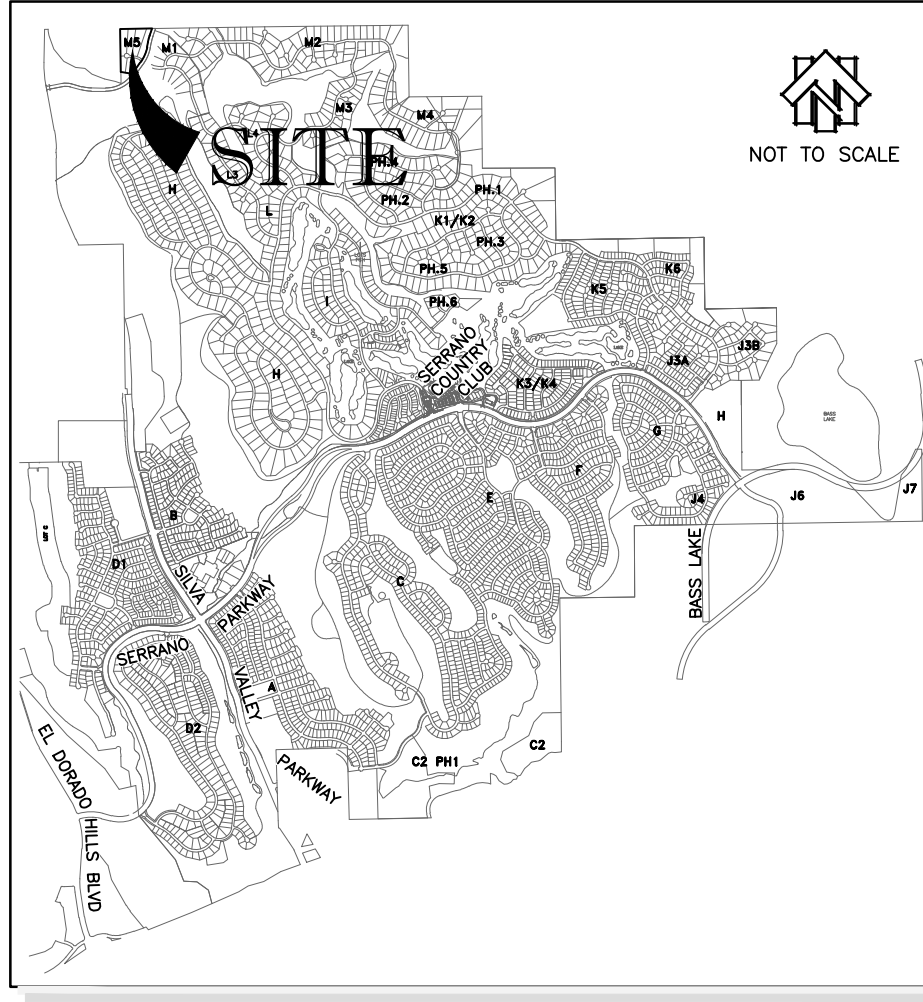 M5
M1
M2
NOT TO SCALE
M3
M4
SITE
L4
PH.4
L3
H
PH.2
PH.1
L
K1/K2
PH.3
PH.5
K6
K5
I
PH.6
SERRANO
COUNTRY
CLUB
J3B
J3A
H
K3/K4
H
BASS
LAKE
G
F
E
J4
J6
J7
B
D1
SILVA
PARKWAY
C
BASS LAKE
SERRANO
VALLEY
A
D2
C2
C2 PH1
PARKWAY
EL DORADO
HILLS BLVD